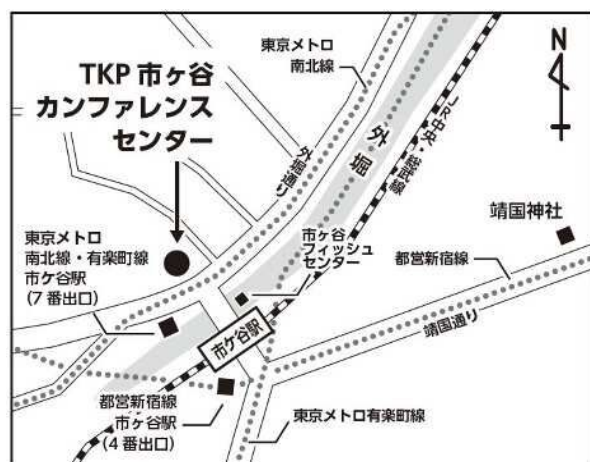 東京メトロ
南北線
N
TKP 市ヶ谷
カンファレンス
センター
外堀通り
外堀
JR中央・総武線
市ヶ谷
フィッシュ
センター
靖国神社
東京メトロ
南北線・有楽町線
市ケ谷駅
(7番出口)
都営新宿線
市ケ谷駅
靖国通り
都営新宿線
市ケ谷駅
(4番出口)
東京メトロ有楽町線